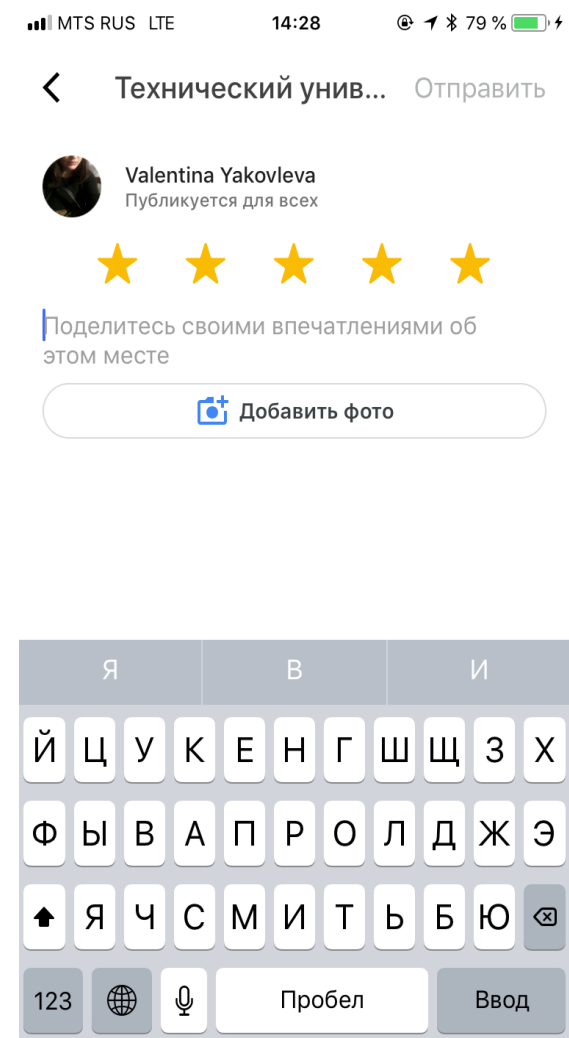 MTS RUS LTE 14:28 79 %
Технический унив... Отправить
Valentina Yakovleva
Публикуется для всех
Поделитесь своими впечатлениями об
этом месте
Добавить фото
Я В И
Й Ц У К Е Н Г Ш Щ З Х
Ф Ы В А П Р О Л Д Ж Э
Я Ч С М И Т Ь Б Ю
123 Пробел Ввод